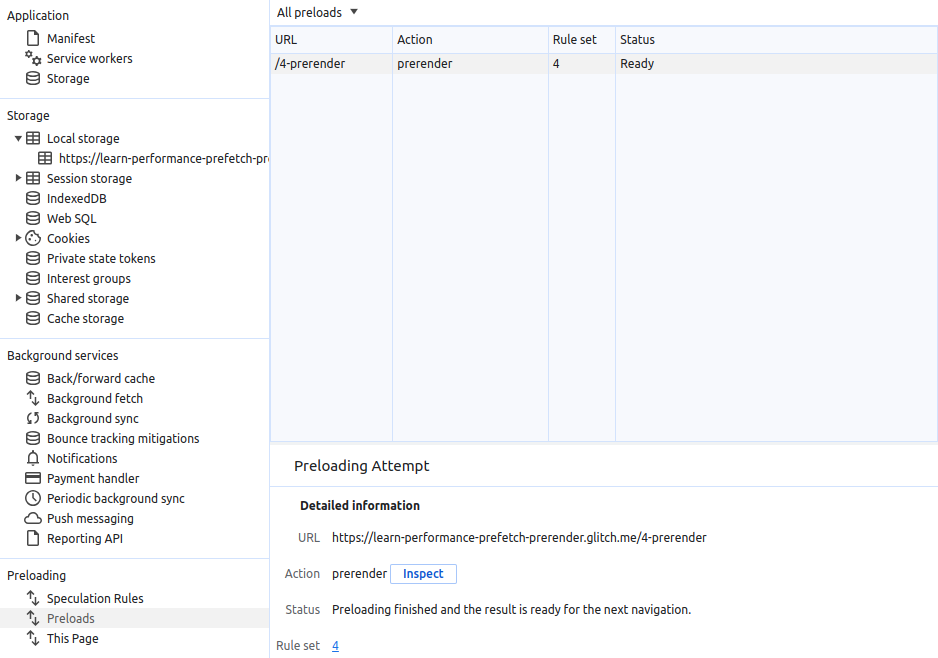 Application
Manifest
Service workers
Storage
Storage
Local storage
https://learn-performance-prefetch-pr
Session storage
IndexedDB
Web SQL
Cookies
Private state tokens
Interest groups
Shared storage
Cache storage
Background services
Back/forward cache
Background fetch
Background sync
Bounce tracking mitigations
Notifications
Payment handler
Periodic background sync
Push messaging
Reporting API
Preloading
Speculation Rules
Preloads
This Page
All preloads
URL Action Rule set Status
/4-prerender prerender 4 Ready
Preloading Attempt
Detailed information
URL https://learn-performance-prefetch-prerender.glitch.me/4-prerender
Action prerender Inspect
Status Preloading finished and the result is ready for the next navigation.
Rule set 4